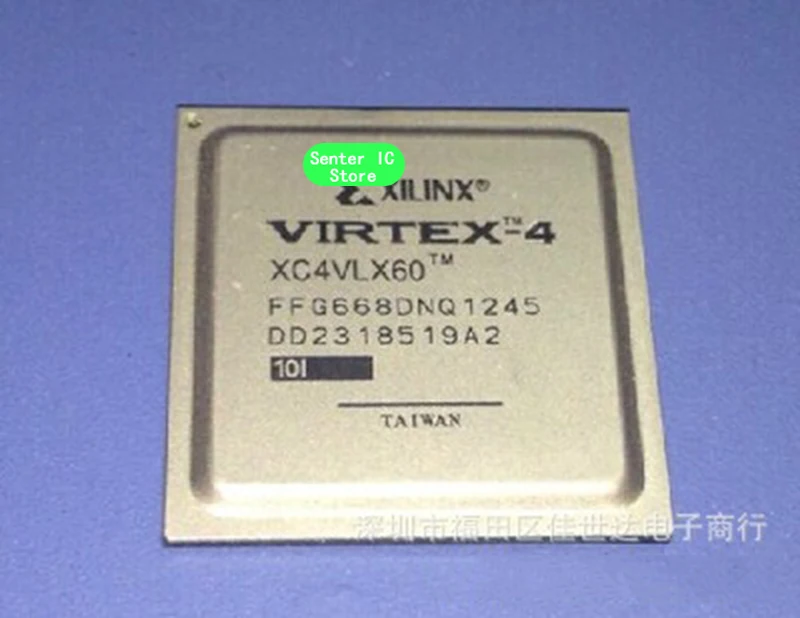 Senter IC
Store
XILINX®
VIRTEX™-4
XC4VLX60™
FFG668DNQ1245
DD2318519A2
10I
TAIWAN
深圳市福田区佳世达电子商行